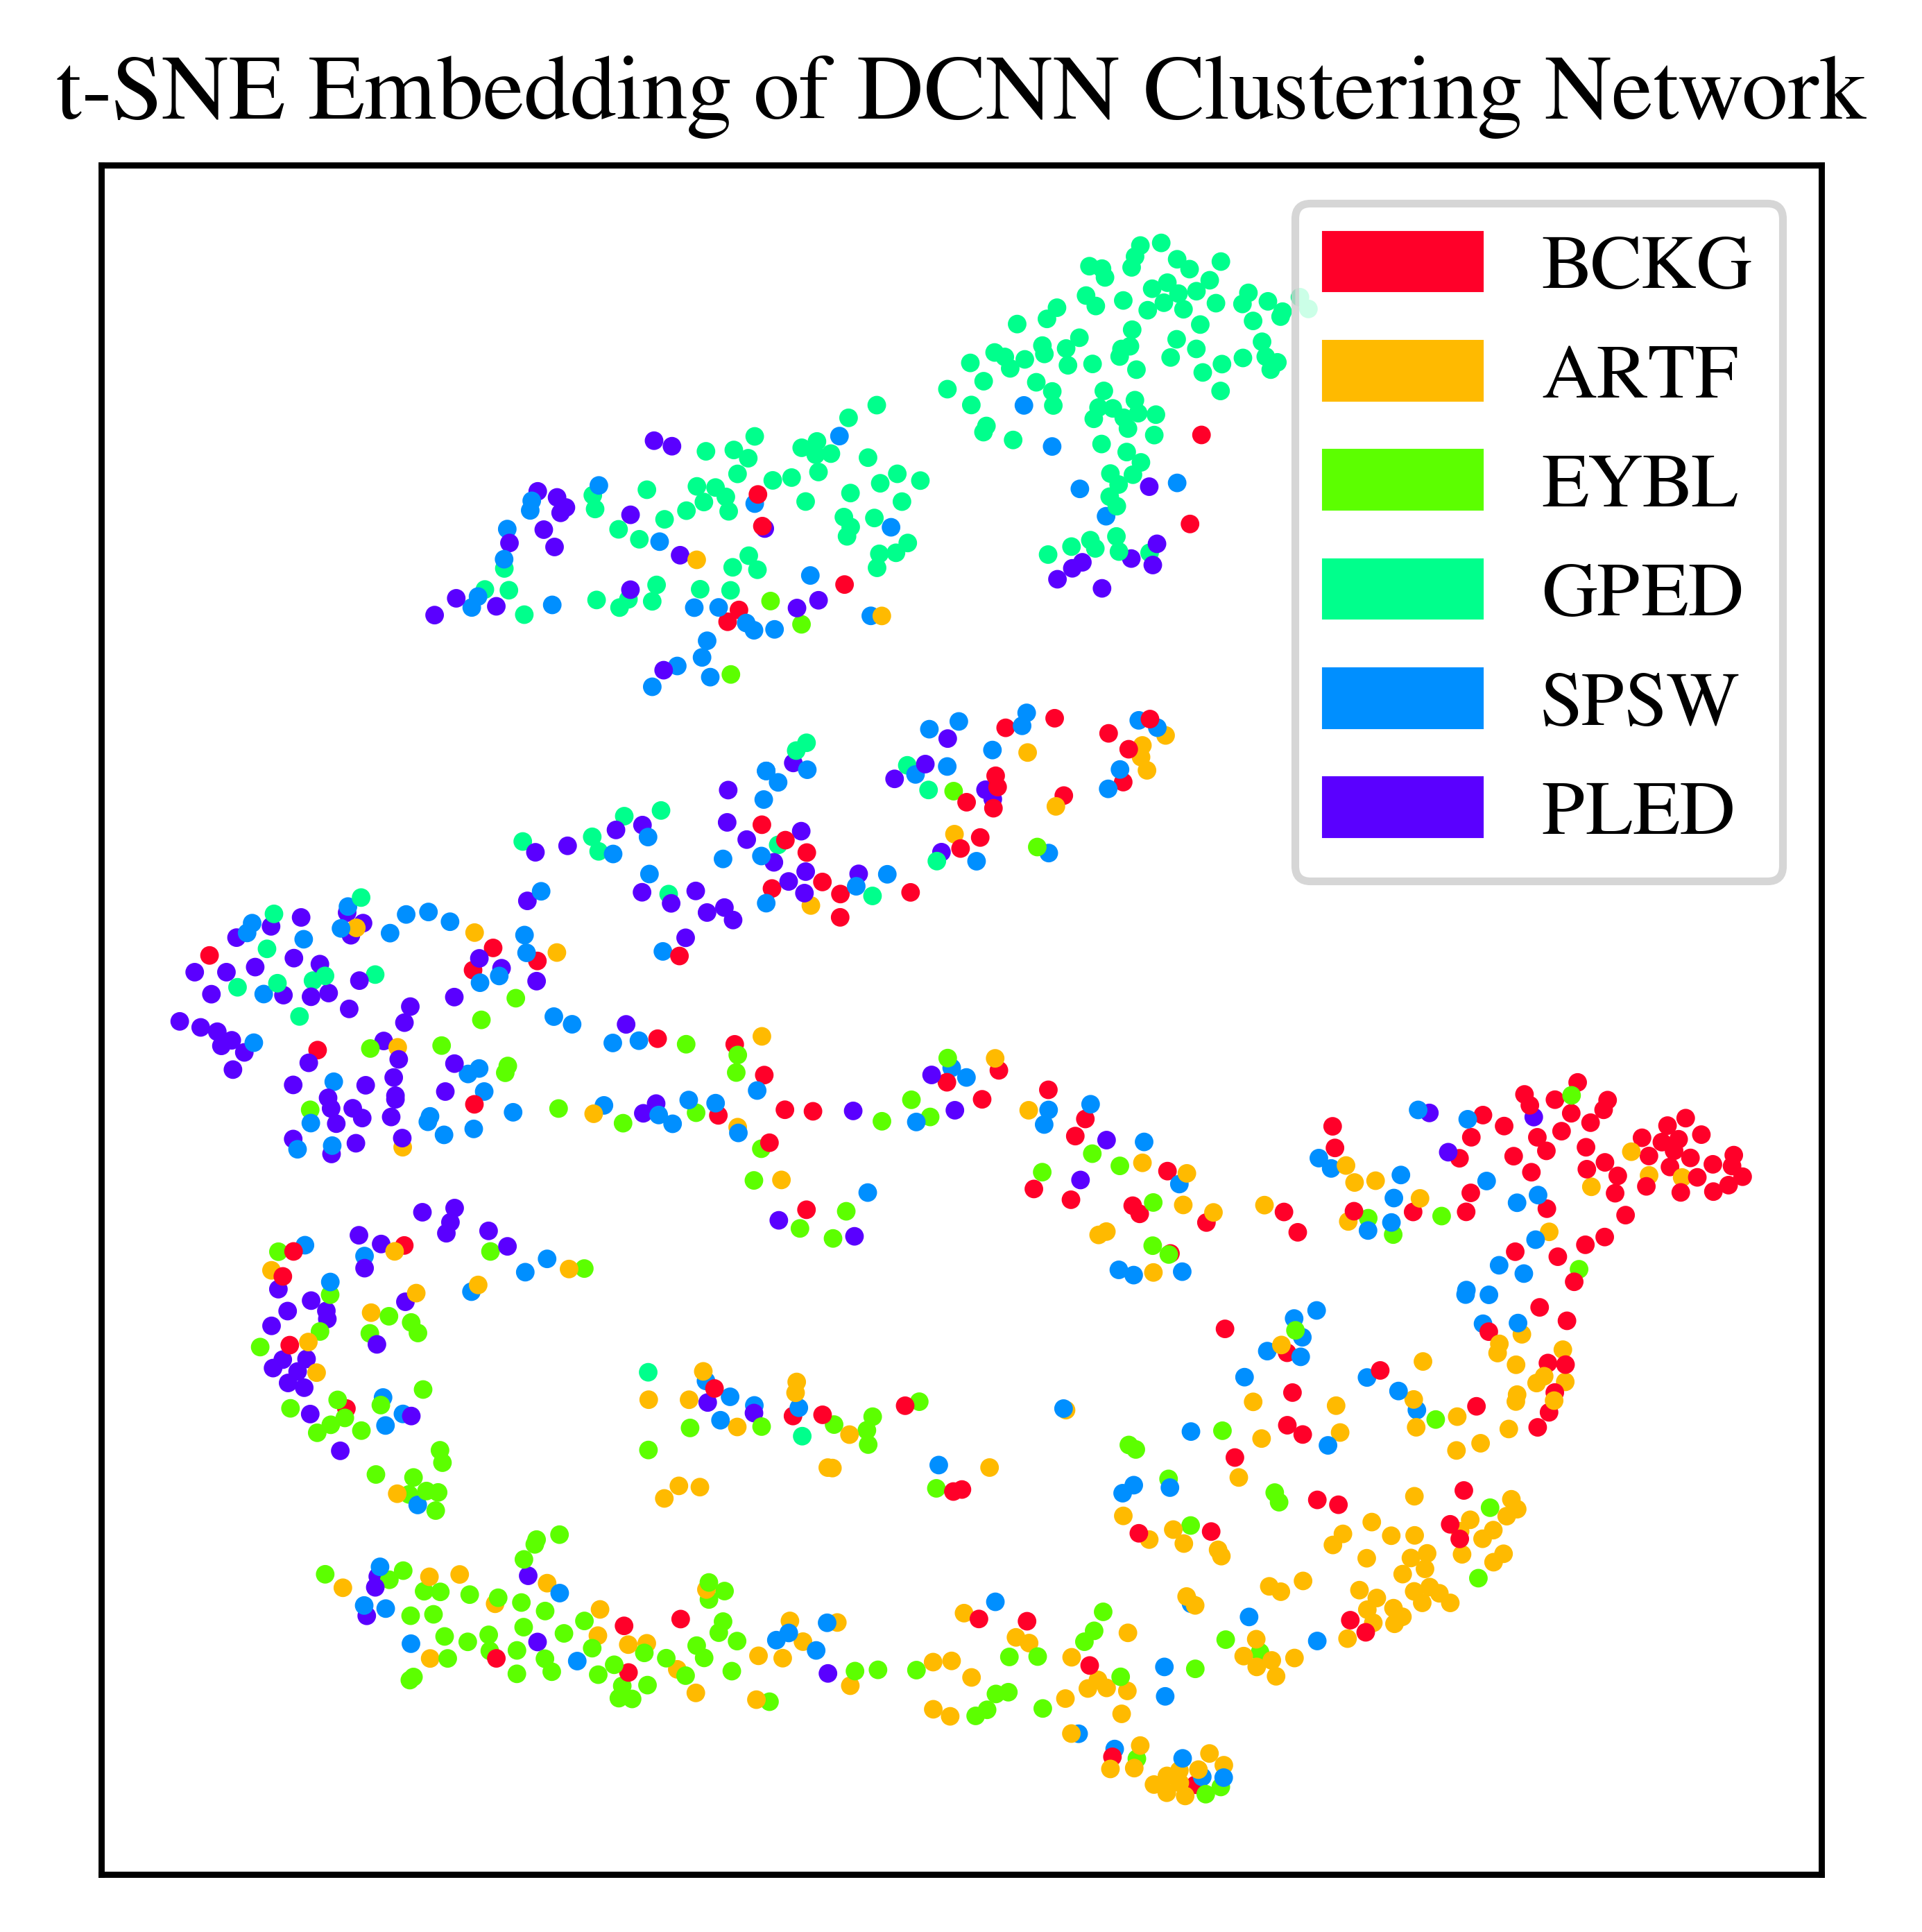 t-SNE Embedding of DCNN Clustering Network
BCKG
ARTF
EYBL
GPED
SPSW
PLED